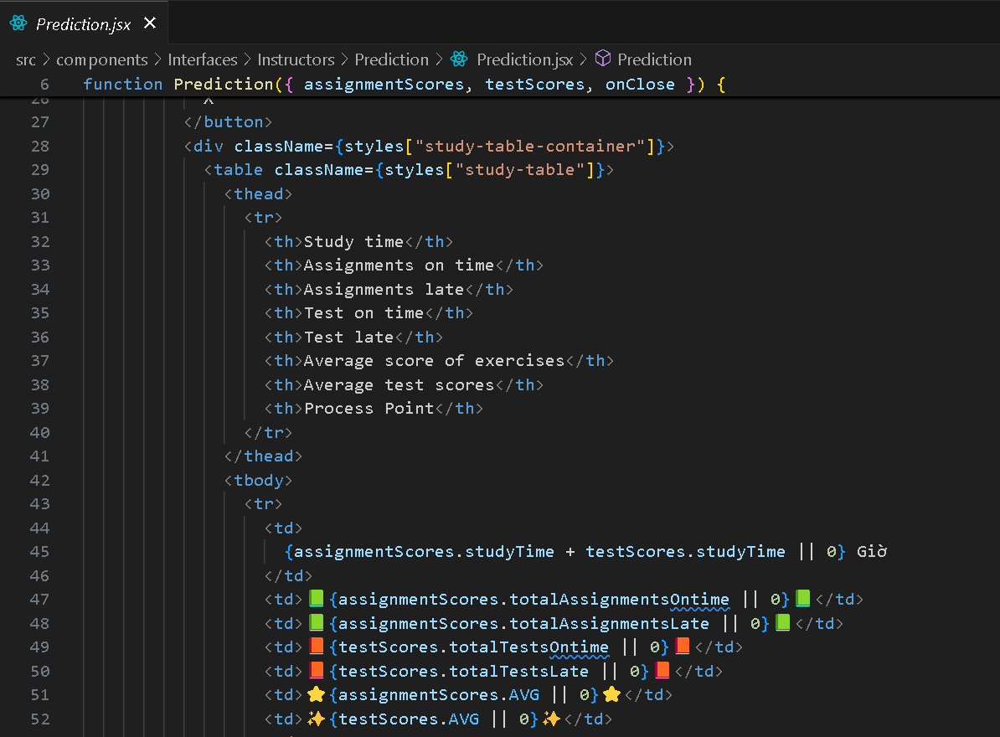 Prediction.jsx ✕
src > components > Interfaces > Instructors > Prediction > Prediction.jsx > Prediction
6 function Prediction({ assignmentScores, testScores, onClose }) {
26 X
27 </button>
28 <div className={styles["study-table-container"]}>
29 <table className={styles["study-table"]}>
30 <thead>
31 <tr>
32 <th>Study time</th>
33 <th>Assignments on time</th>
34 <th>Assignments late</th>
35 <th>Test on time</th>
36 <th>Test late</th>
37 <th>Average score of exercises</th>
38 <th>Average test scores</th>
39 <th>Process Point</th>
40 </tr>
41 </thead>
42 <tbody>
43 <tr>
44 <td>
45 {assignmentScores.studyTime + testScores.studyTime || 0} Giờ
46 </td>
47 <td>📗{assignmentScores.totalAssignmentsOntime || 0}📗</td>
48 <td>📗{assignmentScores.totalAssignmentsLate || 0}📗</td>
49 <td>📕{testScores.totalTestsOntime || 0}📕</td>
50 <td>📕{testScores.totalTestsLate || 0}📕</td>
51 <td>⭐{assignmentScores.AVG || 0}⭐</td>
52 <td>✨{testScores.AVG || 0}✨</td>